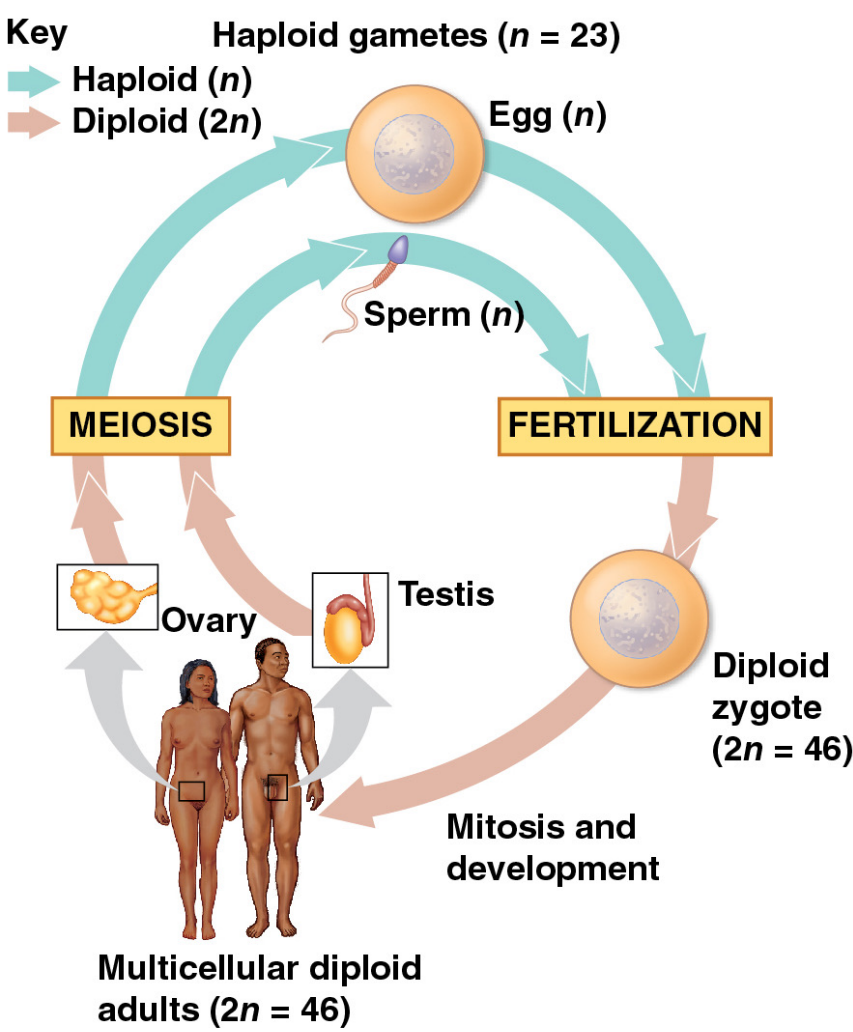 Key
Haploid gametes (n = 23)
Haploid (n)
Diploid (2n)
Egg (n)
Sperm (n)
MEIOSIS
FERTILIZATION
Ovary
Testis
Diploid
zygote
(2n = 46)
Mitosis and
development
Multicellular diploid
adults (2n = 46)